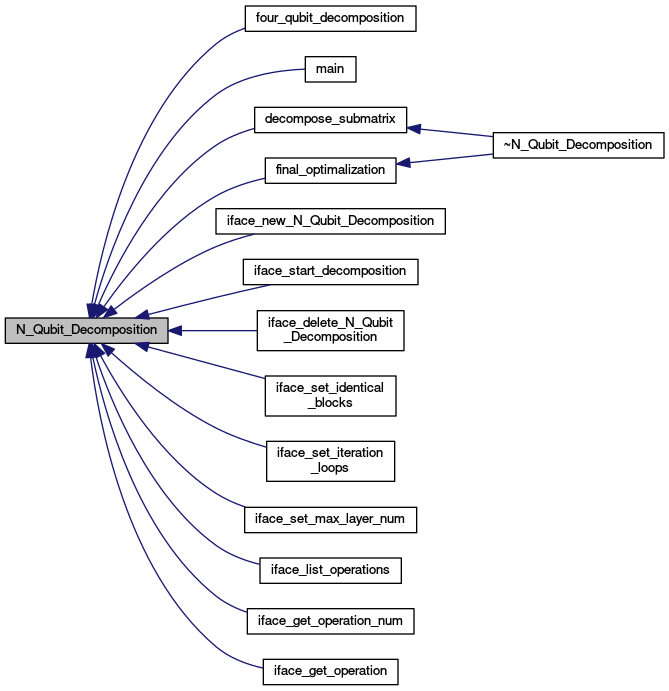 four_qubit_decomposition
main
decompose_submatrix
~N_Qubit_Decomposition
final_optimalization
iface_new_N_Qubit_Decomposition
iface_start_decomposition
N_Qubit_Decomposition
iface_delete_N_Qubit
_Decomposition
iface_set_identical
_blocks
iface_set_iteration
_loops
iface_set_max_layer_num
iface_list_operations
iface_get_operation_num
iface_get_operation